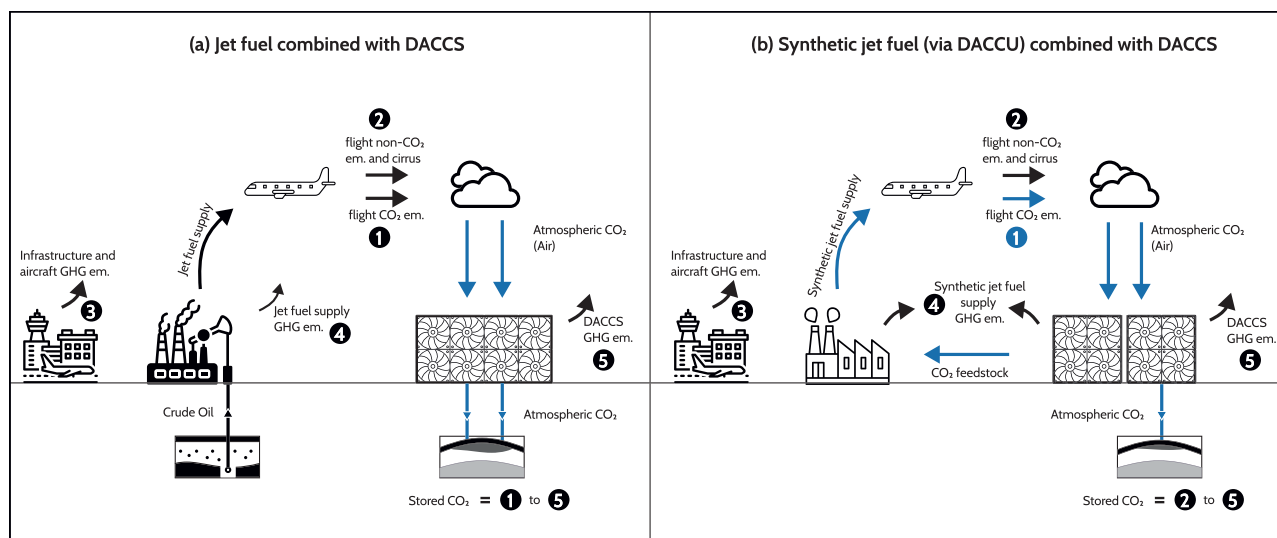 (a) Jet fuel combined with DACCS
2
flight non-CO₂
em. and cirrus
flight CO₂ em.
1
Jet fuel supply
Atmospheric CO₂
(Air)
Infrastructure and
aircraft GHG em.
3
Jet fuel supply
GHG em. 4
DACCS
GHG em.
5
Crude Oil
Atmospheric CO₂
Stored CO₂ = 1 to 5
(b) Synthetic jet fuel (via DACCU) combined with DACCS
2
flight non-CO₂
em. and cirrus
flight CO₂ em.
1
Synthetic jet fuel supply
Atmospheric CO₂
(Air)
Infrastructure and
aircraft GHG em.
3
Synthetic jet fuel
4 supply
GHG em.
DACCS
GHG em.
5
CO₂ feedstock
Atmospheric CO₂
Stored CO₂ = 2 to 5